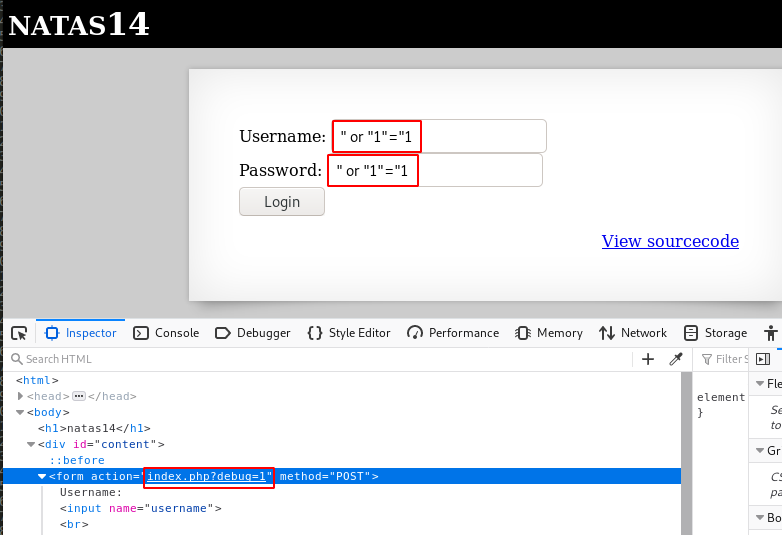 NATAS14
Username: " or "1"="1
Password: " or "1"="1
Login
View sourcecode
Inspector Console Debugger Style Editor Performance Memory Network Storage
Search HTML
Filter S
<html>
<head> ••• </head>
<body>
<h1>natas14</h1>
<div id="content">
::before
<form action="index.php?debug=1" method="POST">
Username:
<input name="username">
<br>
element
}
Fle
Se
to
Gr
CS
pa
Bo